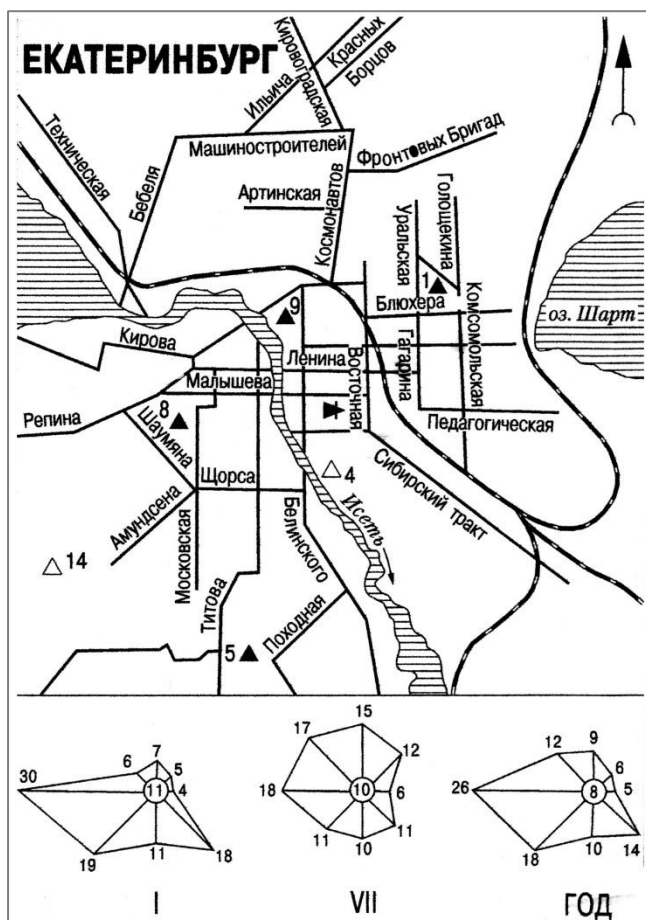 ЕКАТЕРИНБУРГ
Кировоградская
Красных
Борцов
Ильича
Техническая
Бебеля
Машиностроителей
Фронтовых Бригад
Артинская
Космонавтов
Уральская
Голощекина
1
Комсомольская
9
Блюхера
оз. Шарт
Кирова
Ленина
Восточная
Гагарина
Малышева
Репина
8
Шаумяна
Педагогическая
Щорса
4
Сибирский тракт
Амундсена
Московская
Белинского
Исеть
14
Титова
Походная
5
7
6
5
30
11
4
19
11
18
I
15
17
12
18
10
6
11
10
11
VII
9
12
6
26
8
5
18
10
14
ГОД